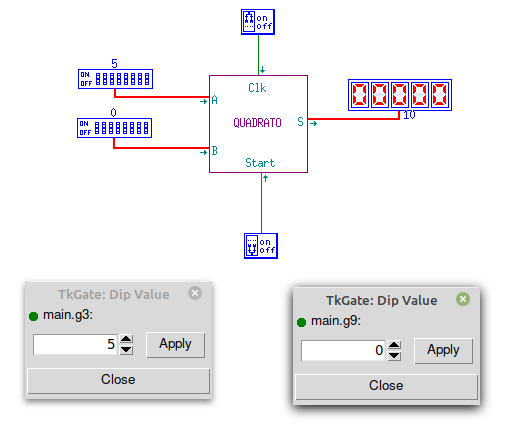 on
off
5
ON
OFF
Clk
A
0
ON
OFF
QUADRATO
S
00000
10
B
Start
on
off
TkGate: Dip Value
main.g3:
5
Apply
Close
TkGate: Dip Value
main.g9:
0
Apply
Close